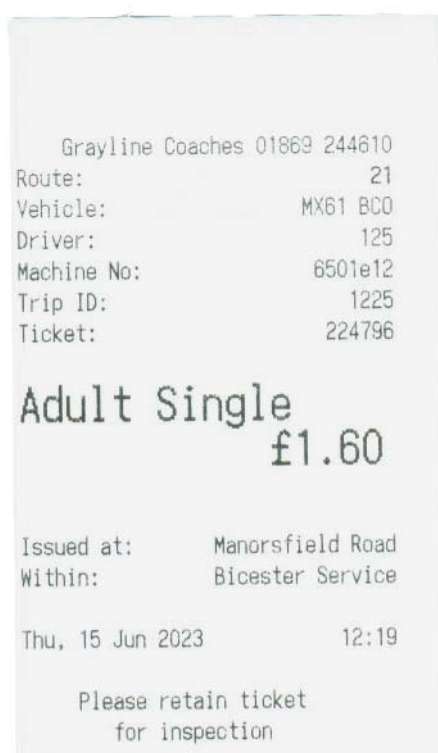 Grayline Coaches 01869 244610
Route: 21
Vehicle: MX61 BCO
Driver: 125
Machine No: 6501e12
Trip ID: 1225
Ticket: 224796
Adult Single
£1.60
Issued at: Manorsfield Road
Within: Bicester Service
Thu, 15 Jun 2023 12:19
Please retain ticket
for inspection